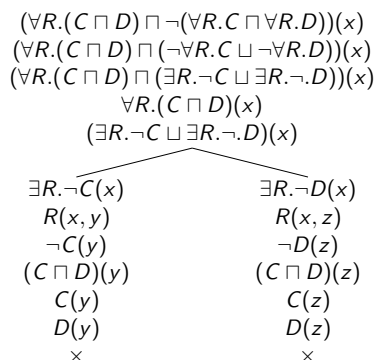 (∀R.(C ⊓ D) ⊓ ¬(∀R.C ⊓ ∀R.D))(x)
(∀R.(C ⊓ D) ⊓ (¬∀R.C ⊔ ¬∀R.D))(x)
(∀R.(C ⊓ D) ⊓ (∃R.¬C ⊔ ∃R.¬.D))(x)
∀R.(C ⊓ D)(x)
(∃R.¬C ⊔ ∃R.¬.D)(x)
∃R.¬C(x) ∃R.¬D(x)
R(x, y) R(x, z)
¬C(y) ¬D(z)
(C ⊓ D)(y) (C ⊓ D)(z)
C(y) C(z)
D(y) D(z)
× ×